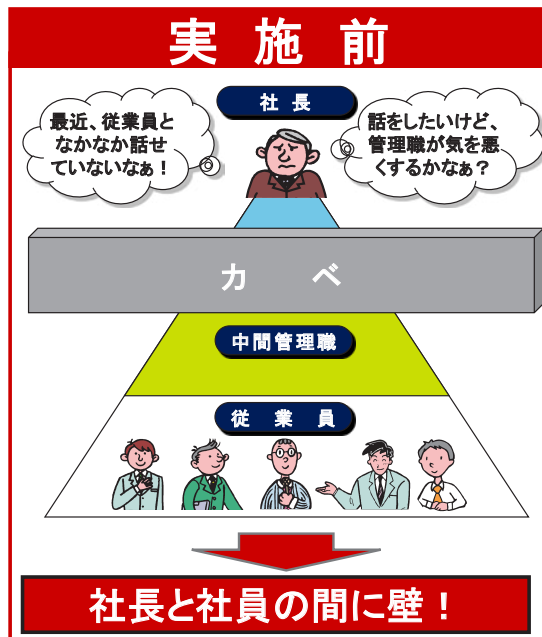 実施前
社長
最近、従業員と
なかなか話せ
ていないなぁ！
話をしたいけど、
管理職が気を悪
くするかなぁ？
カベ
中間管理職
従業員
社長と社員の間に壁！